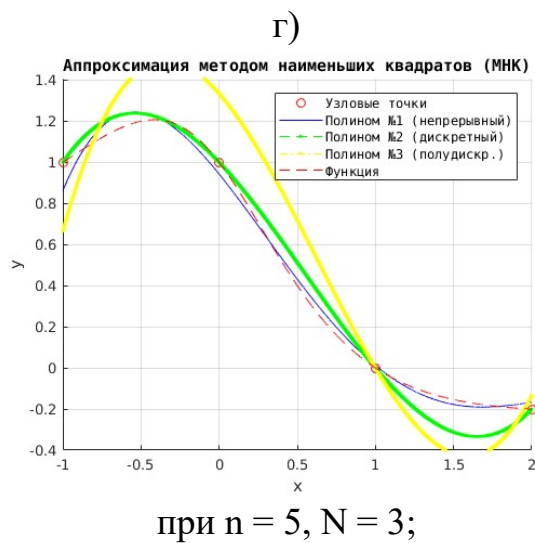 г)
Аппроксимация методом наименьших квадратов (МНК)
1.4
1.2
1
0.8
0.6
0.4
0.2
0
-0.2
-0.4
y
Узловые точки
Полином №1 (непрерывный)
Полином №2 (дискретный)
Полином №3 (полудискр.)
Функция
-1
-0.5
0
0.5
1
1.5
2
x
при n = 5, N = 3;